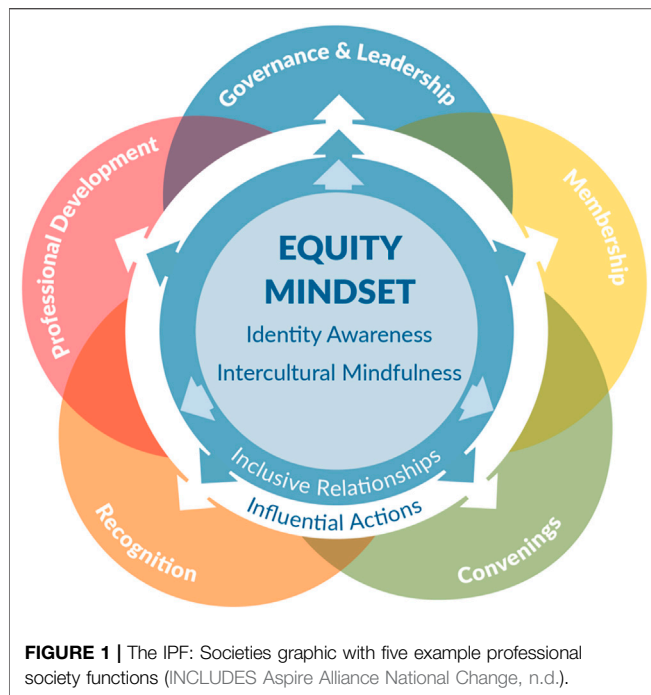 Governance & Leadership
Professional Development
Membership
EQUITY
MINDSET
Identity Awareness
Intercultural Mindfulness
Inclusive Relationships
Influential Actions
Recognition
Convenings
FIGURE 1 | The IPF: Societies graphic with five example professional
society functions (INCLUDES Aspire Alliance National Change, n.d.).